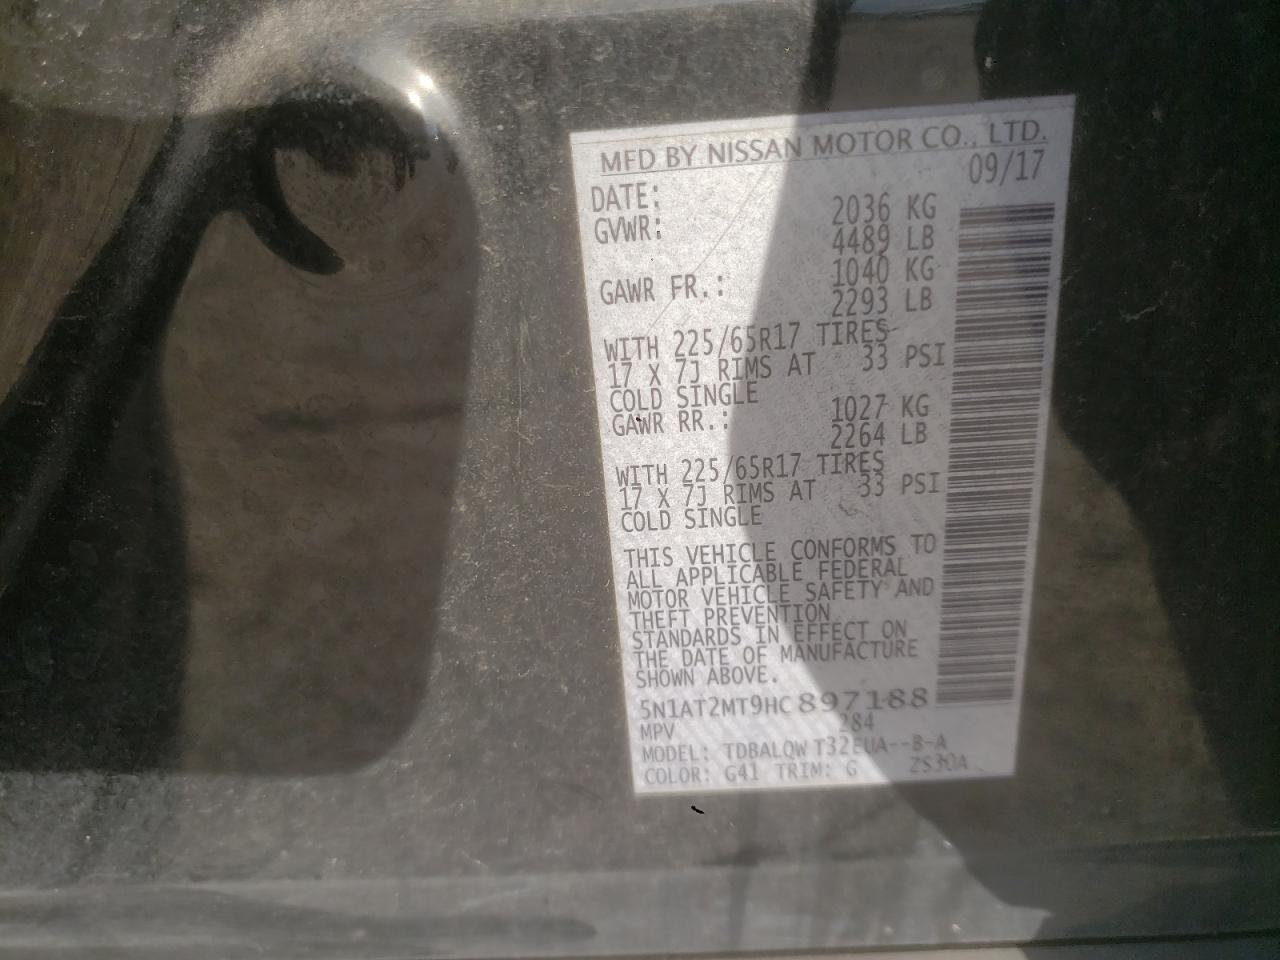 MFD BY NISSAN MOTOR CO., LTD.
DATE: 09/17
GVWR: 2036 KG
4489 LB
GAWR FR.: 1040 KG
2293 LB
WITH 225/65R17 TIRES
17 X 7J RIMS AT 33 PSI
COLD SINGLE
GAWR RR.: 1027 KG
2264 LB
WITH 225/65R17 TIRES
17 X 7J RIMS AT 33 PSI
COLD SINGLE
THIS VEHICLE CONFORMS TO
ALL APPLICABLE FEDERAL
MOTOR VEHICLE SAFETY AND
THEFT PREVENTION
STANDARDS IN EFFECT ON
THE DATE OF MANUFACTURE
SHOWN ABOVE.
5N1AT2MT9HC897188
MPV 284
MODEL: TDBALQW T32EUA--B-A
COLOR: G41 TRIM: G ZS30A